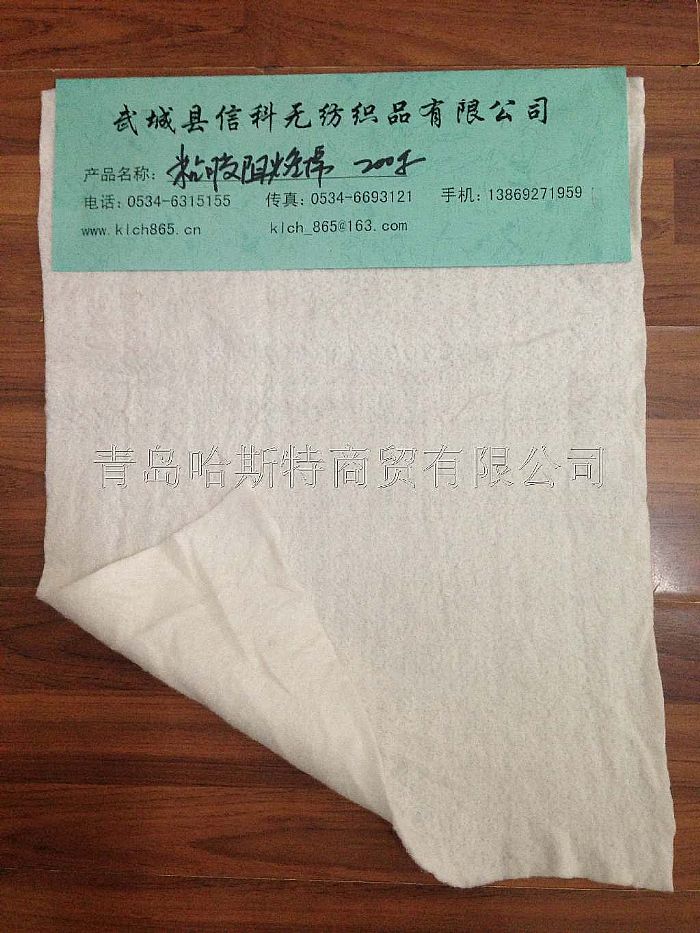 武城县信科无纺织品有限公司
产品名称：粘胶阻燃棉 200g
电话：0534-6315155 传真：0534-6693121 手机：13869271959
www.klch865.cn klch_865@163.com
青岛哈斯特商贸有限公司